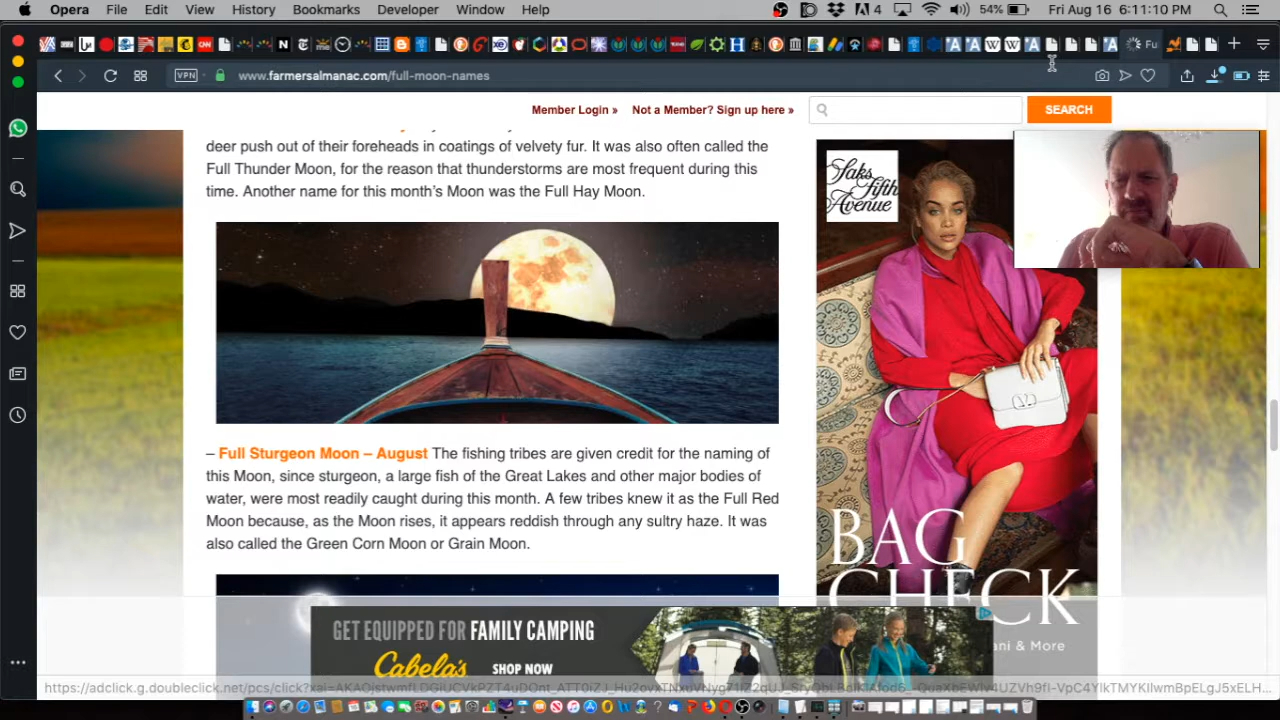 Opera File Edit View History Bookmarks Developer Window Help 4 54% Fri Aug 16 6:11:10 PM
Fu
VPN www.farmersalmanac.com/full-moon-names
Member Login » Not a Member? Sign up here » SEARCH
deer push out of their foreheads in coatings of velvety fur. It was also often called the
Full Thunder Moon, for the reason that thunderstorms are most frequent during this
time. Another name for this month's Moon was the Full Hay Moon.
Saks
Fifth
Avenue
– Full Sturgeon Moon – August The fishing tribes are given credit for the naming of
this Moon, since sturgeon, a large fish of the Great Lakes and other major bodies of
water, were most readily caught during this month. A few tribes knew it as the Full Red
Moon because, as the Moon rises, it appears reddish through any sultry haze. It was
also called the Green Corn Moon or Grain Moon.
BAG
CHECK
ani & More
GET EQUIPPED FOR FAMILY CAMPING
Cabela's SHOP NOW